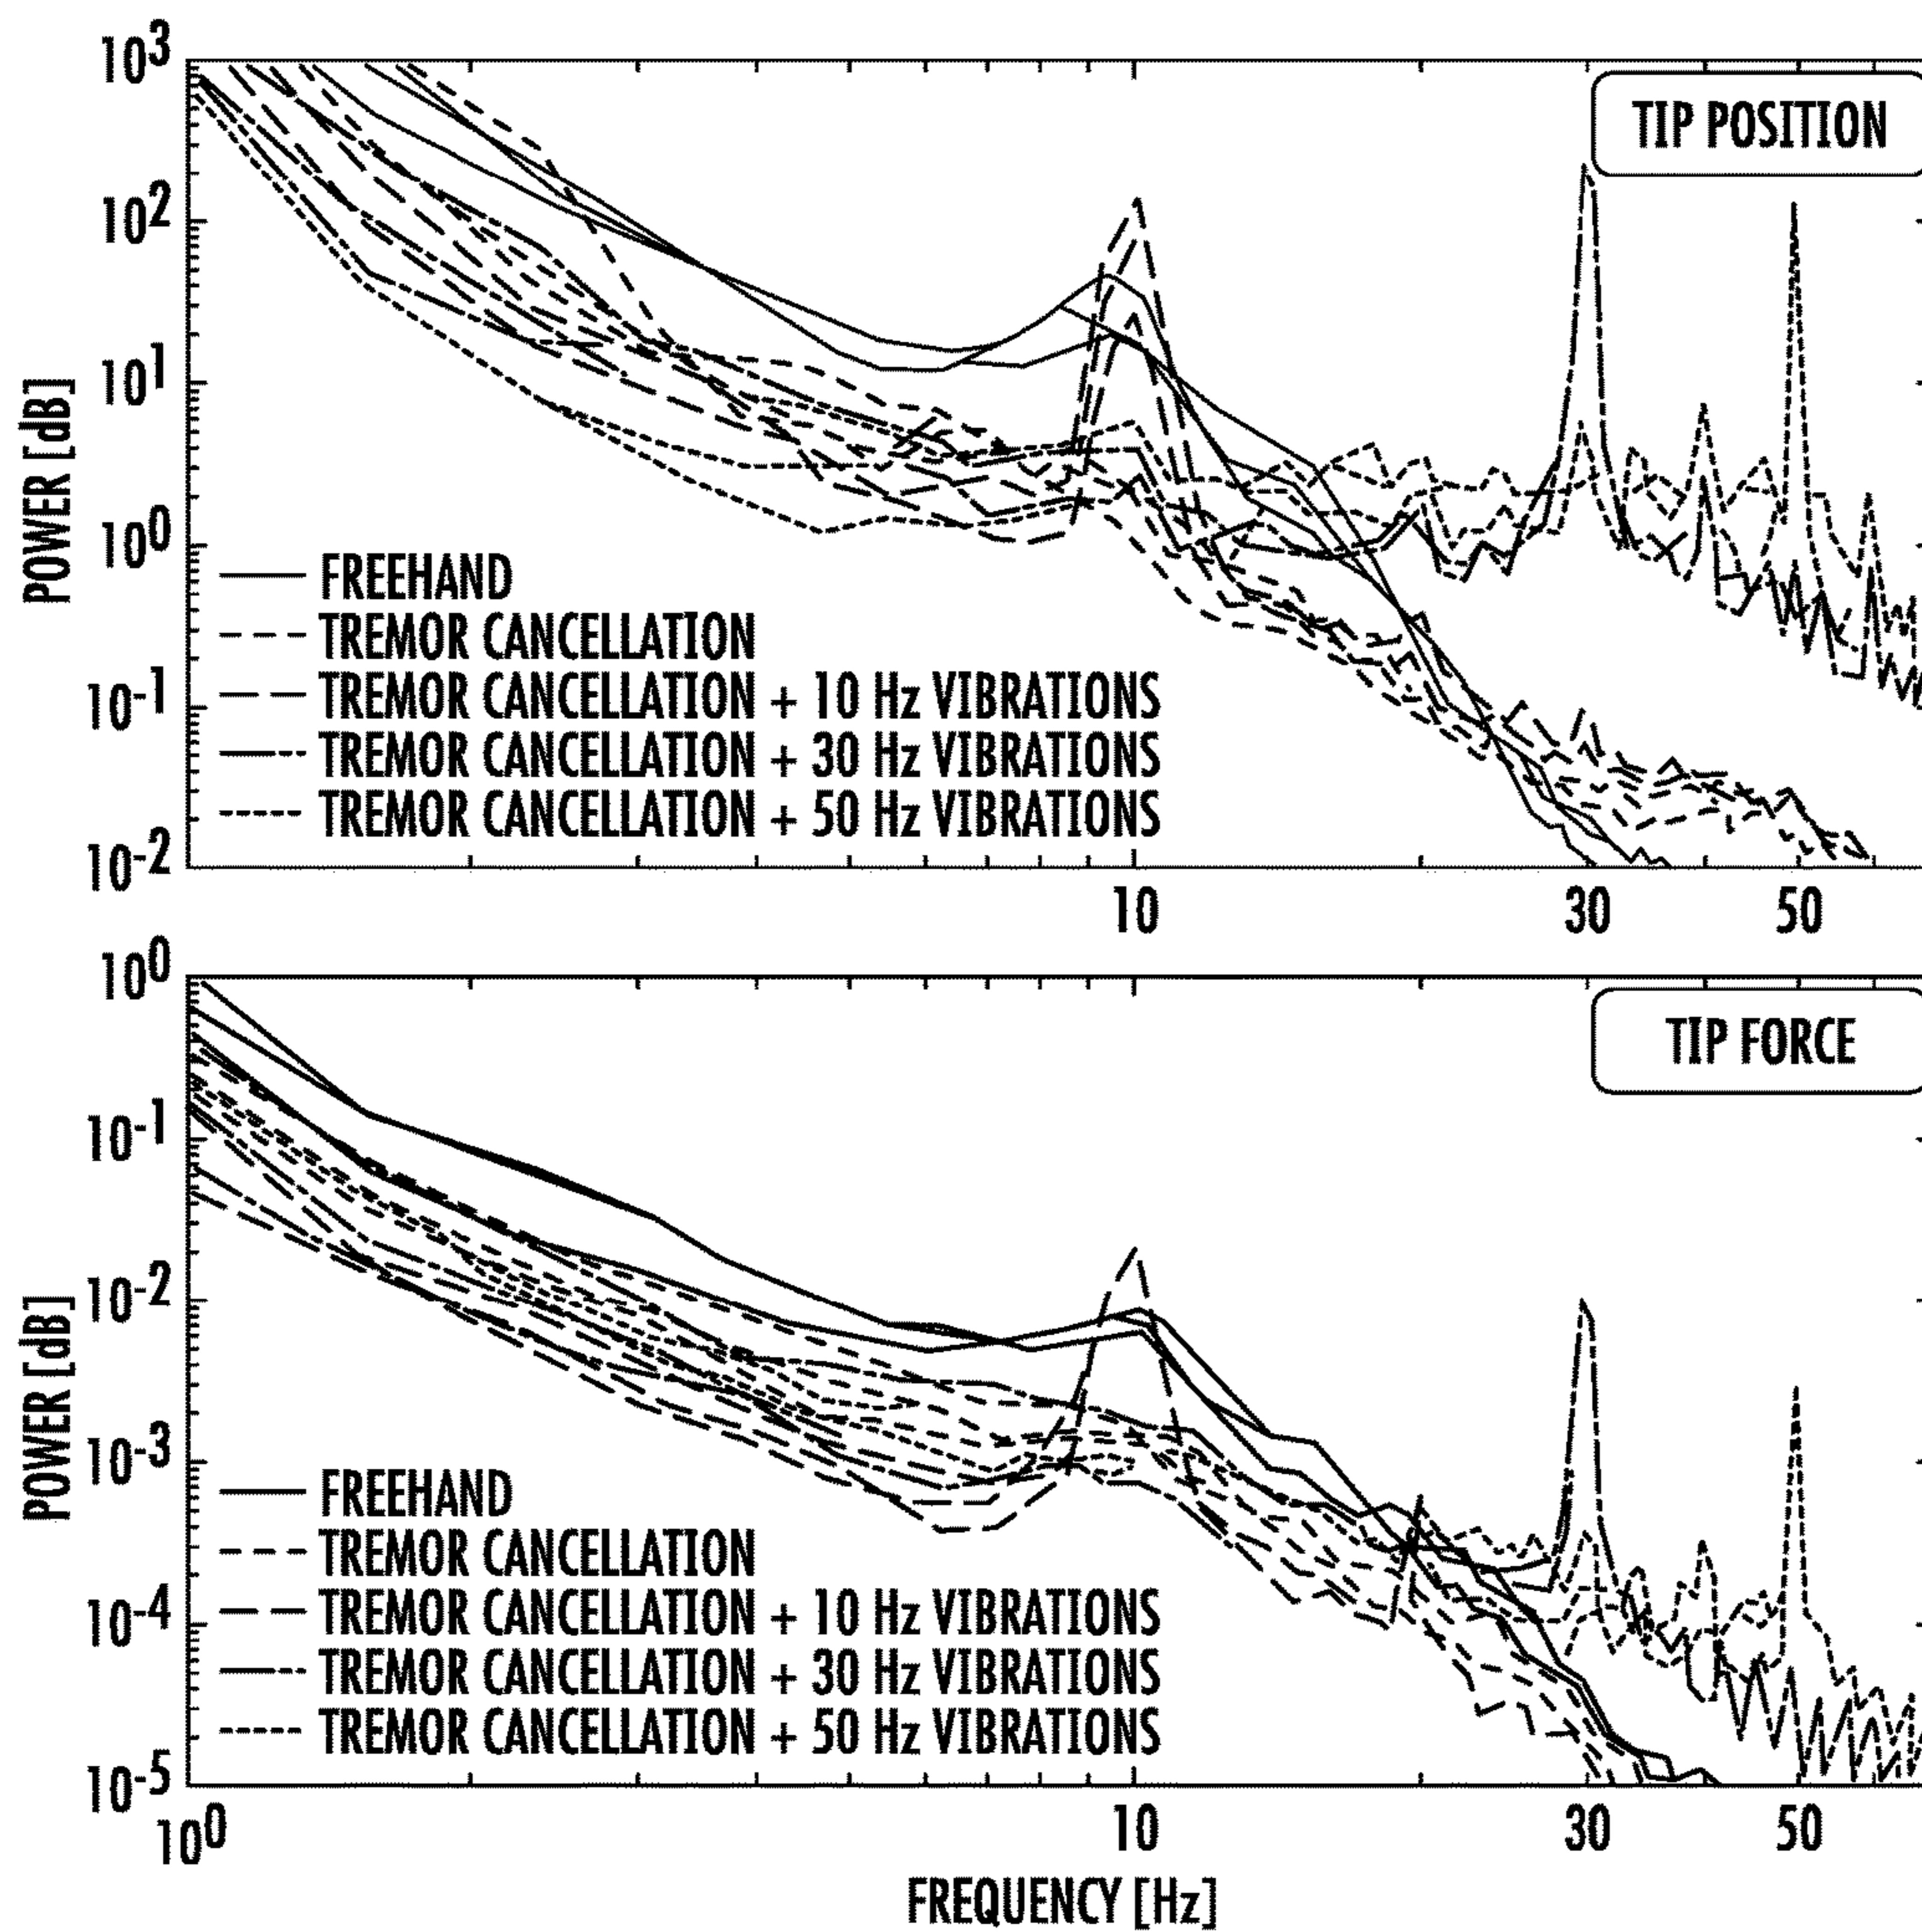 10³
TIP POSITION
10²
10¹
10⁰
10⁻¹
10⁻²
POWER [dB]
FREEHAND
TREMOR CANCELLATION
TREMOR CANCELLATION + 10 Hz VIBRATIONS
TREMOR CANCELLATION + 30 Hz VIBRATIONS
TREMOR CANCELLATION + 50 Hz VIBRATIONS
10 30 50
10⁰
TIP FORCE
10⁻¹
10⁻²
10⁻³
10⁻⁴
10⁻⁵
POWER [dB]
FREEHAND
TREMOR CANCELLATION
TREMOR CANCELLATION + 10 Hz VIBRATIONS
TREMOR CANCELLATION + 30 Hz VIBRATIONS
TREMOR CANCELLATION + 50 Hz VIBRATIONS
10⁰ 10 30 50
FREQUENCY [Hz]